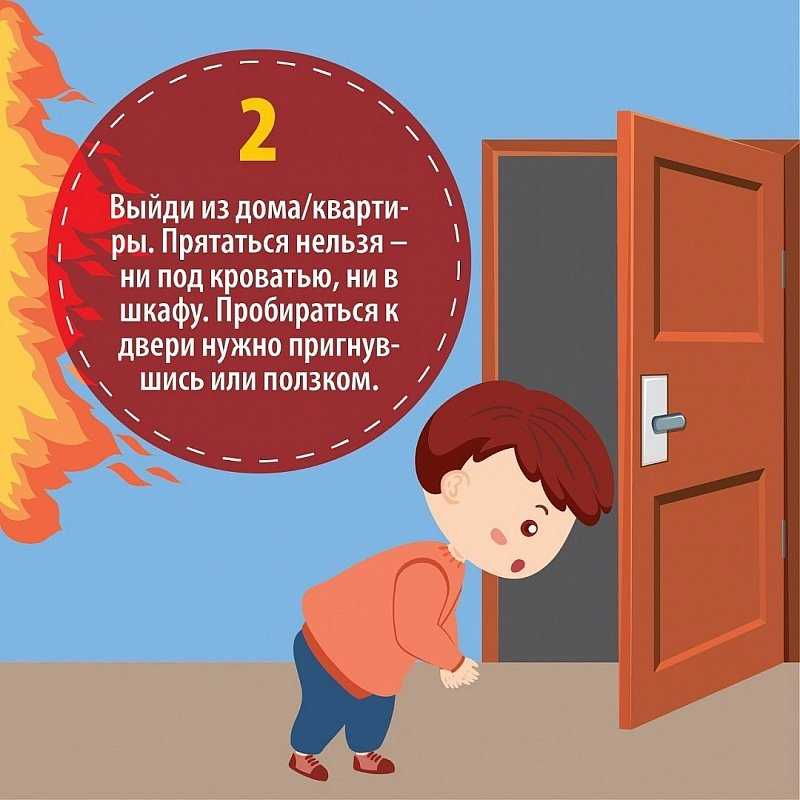 2
Выйди из дома/кварти-
ры. Прятаться нельзя –
ни под кроватью, ни в
шкафу. Пробираться к
двери нужно пригнув-
шись или ползком.